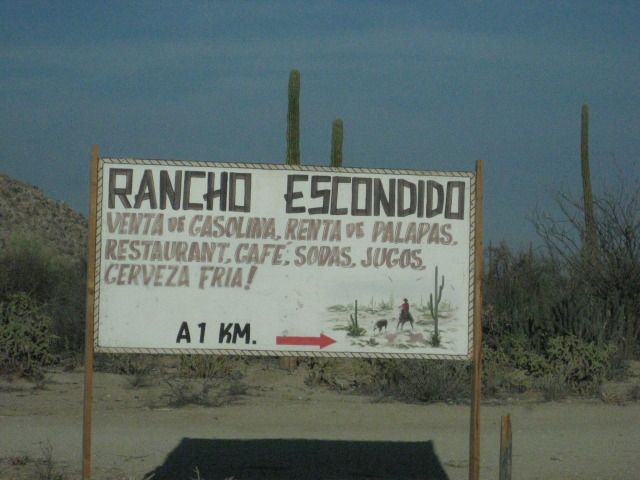 RANCHO ESCONDIDO
VENTA DE GASOLINA, RENTA DE PALAPAS,
RESTAURANT, CAFÉ, SODAS, JUGOS,
CERVEZA FRIA!
A 1 KM.